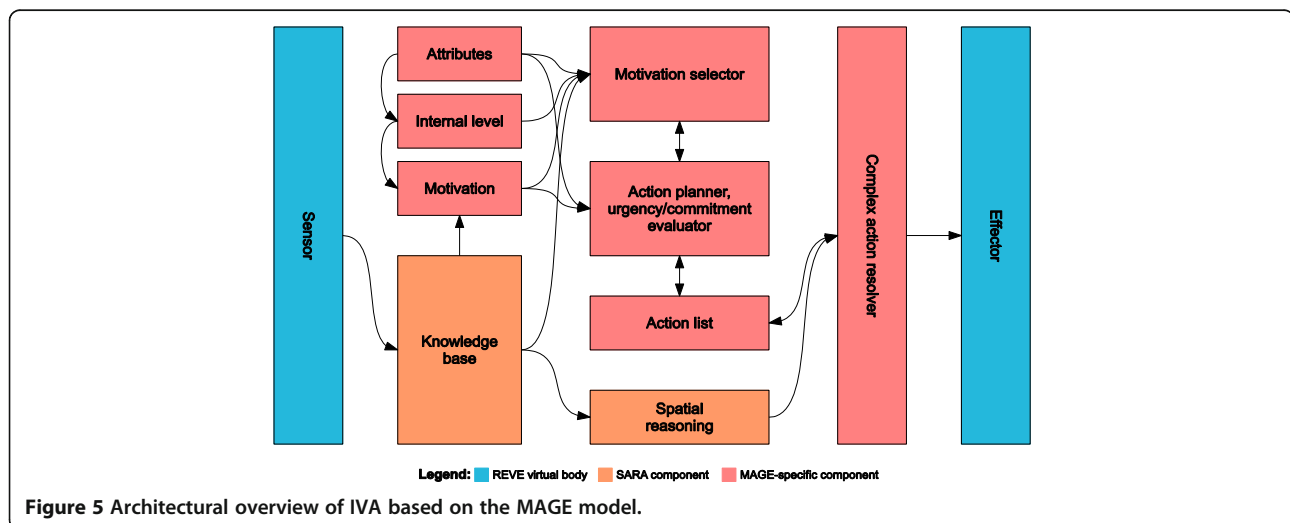 Sensor
Attributes
Internal level
Motivation
Knowledge
base
Motivation selector
Action planner,
urgency/commitment
evaluator
Action list
Spatial
reasoning
Complex action resolver
Effector
Legend: REVE virtual body SARA component MAGE-specific component
Figure 5 Architectural overview of IVA based on the MAGE model.